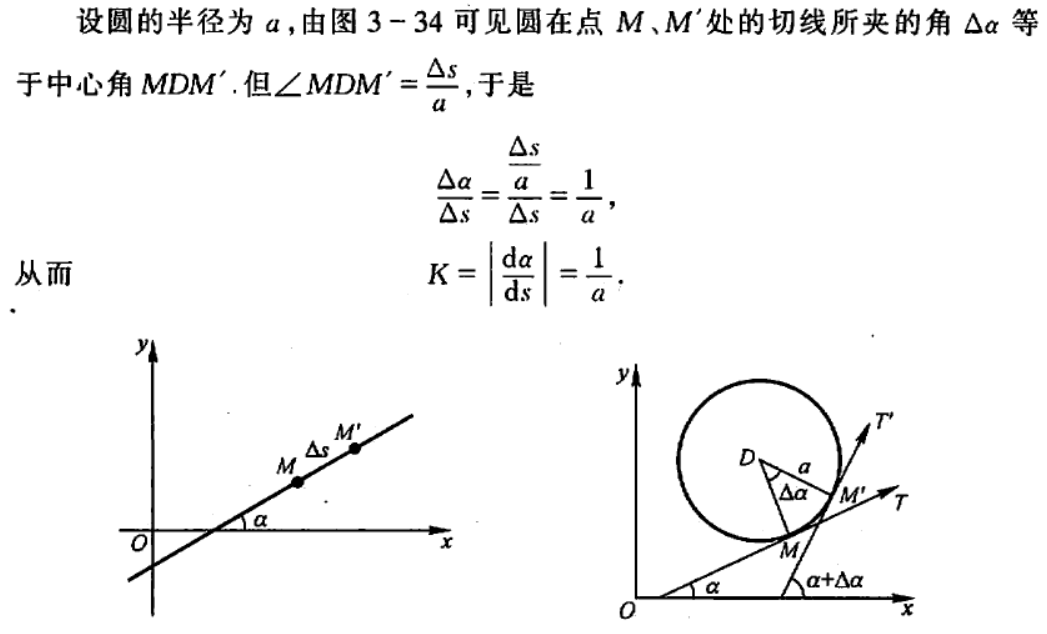 设圆的半径为 a,由图 3-34 可见圆在点 M、M′处的切线所夹的角 Δα 等
于中心角 MDM′.但∠MDM′ = Δs/a,于是
Δα/Δs = (Δs/a)/Δs = 1/a,
从而 K = |dα/ds| = 1/a.
y
M Δs M′
α
O x
y
T′
D a
Δα M′ T
M
α α+Δα
O x